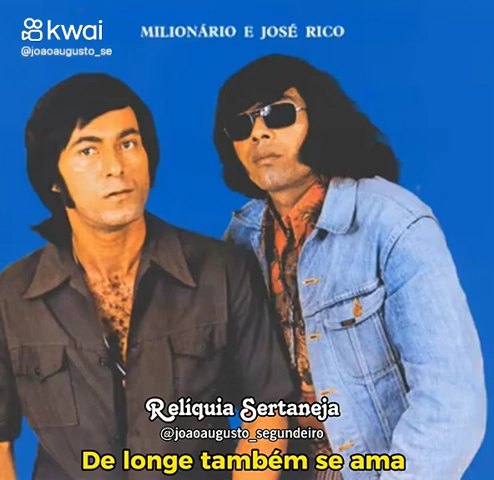 kwai
@joaoaugusto_se
MILIONÁRIO E JOSÉ RICO
Relíquia Sertaneja
@joaoaugusto_segundeiro
De longe também se ama